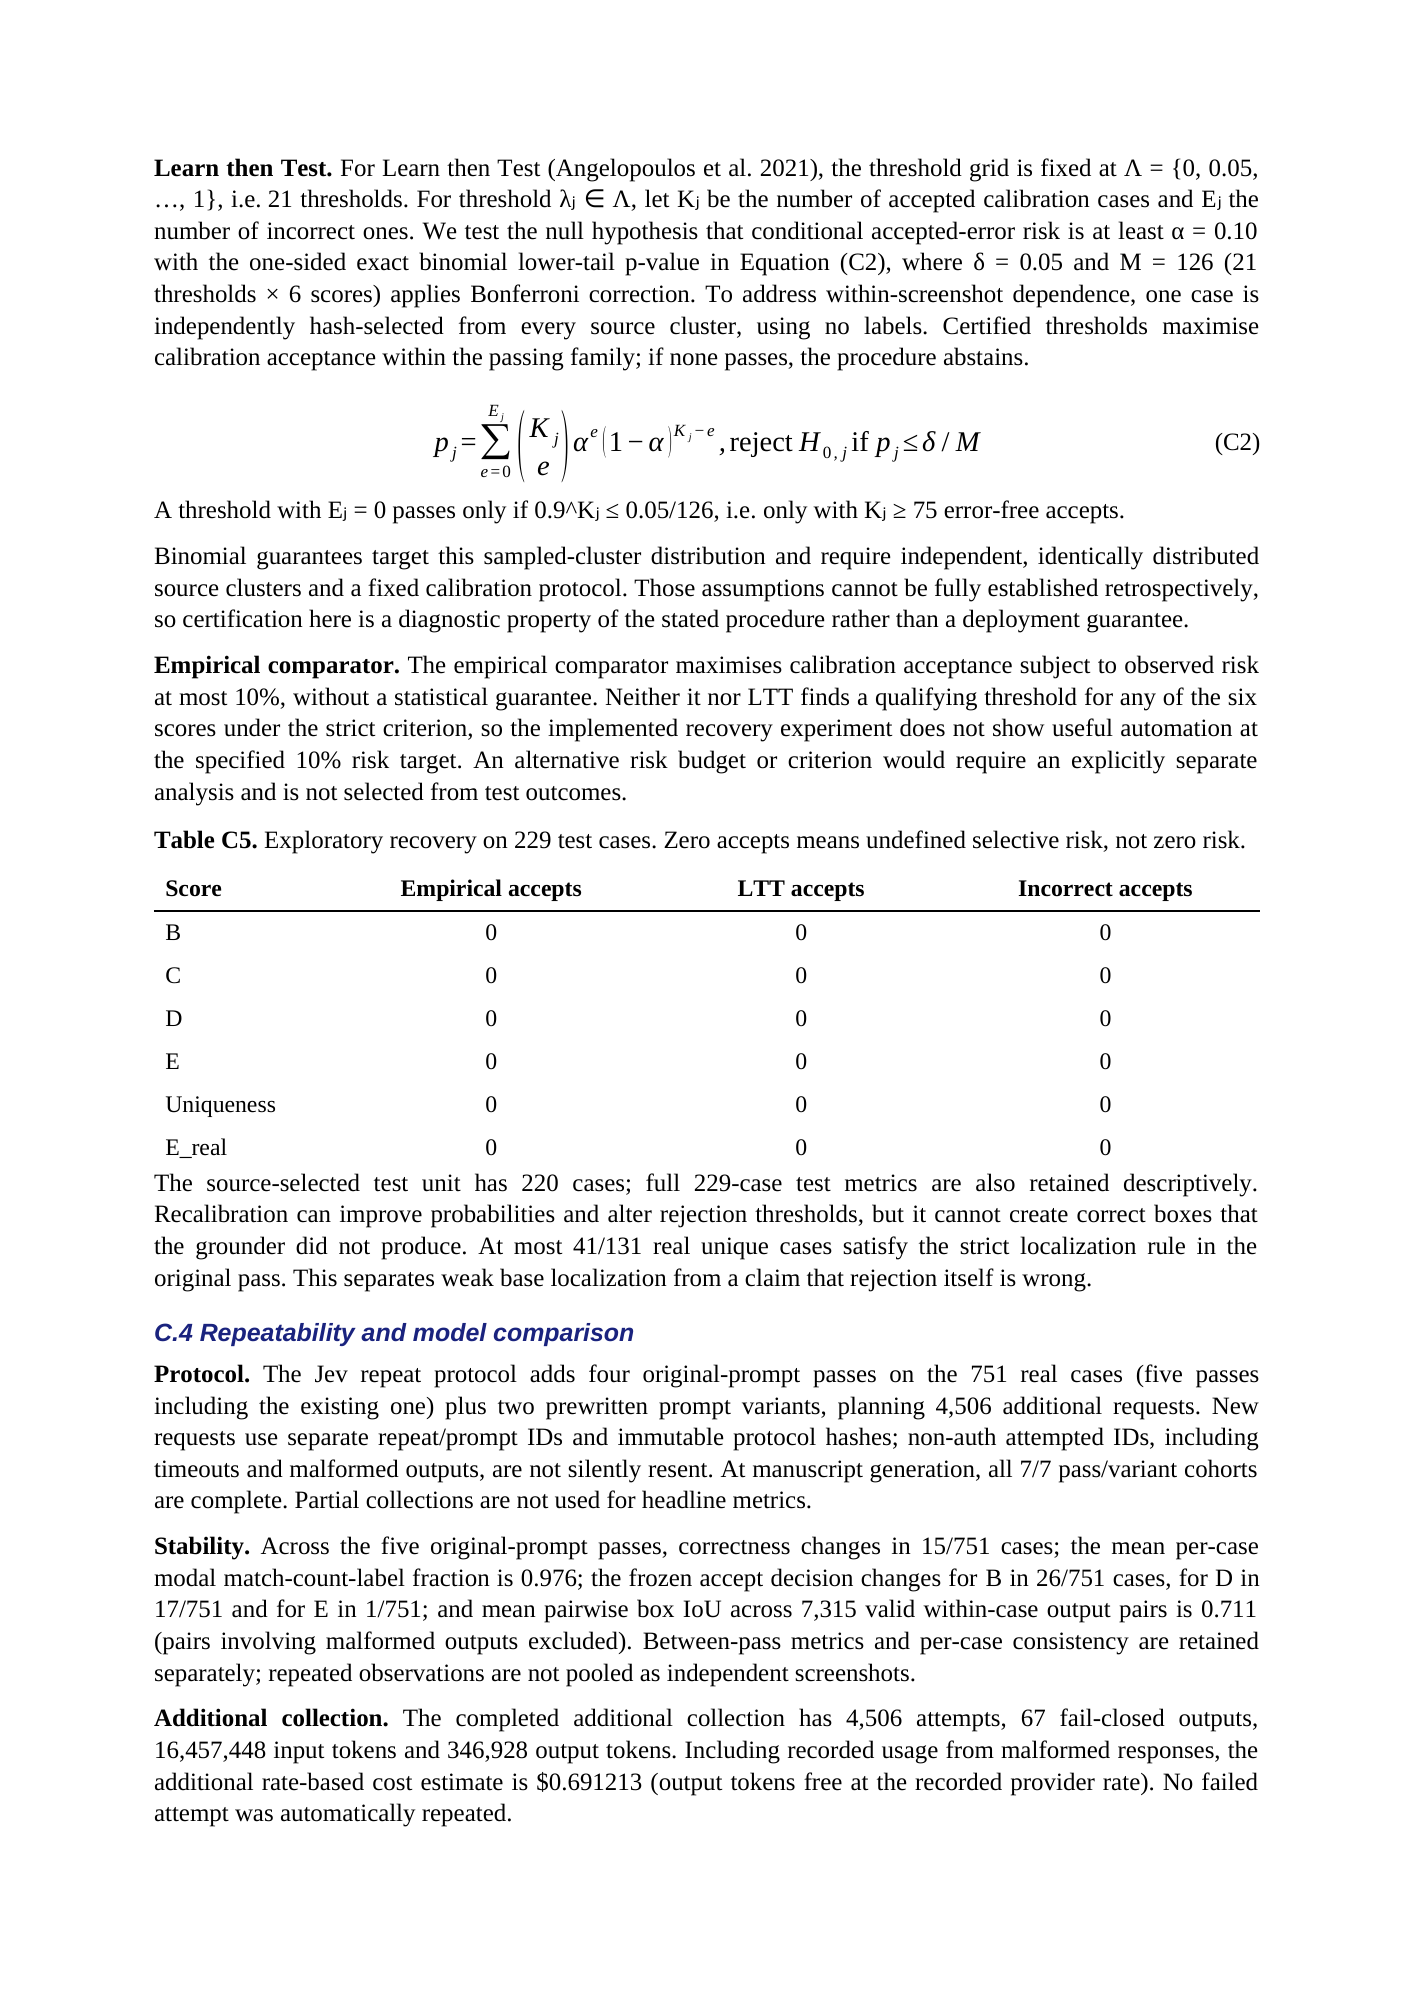 Learn then Test. For Learn then Test (Angelopoulos et al. 2021), the threshold grid is fixed at Λ = {0, 0.05,
…, 1}, i.e. 21 thresholds. For threshold λⱼ ∈ Λ, let Kⱼ be the number of accepted calibration cases and Eⱼ the
number of incorrect ones. We test the null hypothesis that conditional accepted-error risk is at least α = 0.10
with the one-sided exact binomial lower-tail p-value in Equation (C2), where δ = 0.05 and M = 126 (21
thresholds × 6 scores) applies Bonferroni correction. To address within-screenshot dependence, one case is
independently hash-selected from every source cluster, using no labels. Certified thresholds maximise
calibration acceptance within the passing family; if none passes, the procedure abstains.
p_j = ∑_{e=0}^{E_j} (K_j e) α^e (1 − α)^{K_j − e} , reject H_{0,j} if p_j ≤ δ / M (C2)
A threshold with Eⱼ = 0 passes only if 0.9^Kⱼ ≤ 0.05/126, i.e. only with Kⱼ ≥ 75 error-free accepts.
Binomial guarantees target this sampled-cluster distribution and require independent, identically distributed
source clusters and a fixed calibration protocol. Those assumptions cannot be fully established retrospectively,
so certification here is a diagnostic property of the stated procedure rather than a deployment guarantee.
Empirical comparator. The empirical comparator maximises calibration acceptance subject to observed risk
at most 10%, without a statistical guarantee. Neither it nor LTT finds a qualifying threshold for any of the six
scores under the strict criterion, so the implemented recovery experiment does not show useful automation at
the specified 10% risk target. An alternative risk budget or criterion would require an explicitly separate
analysis and is not selected from test outcomes.
Table C5. Exploratory recovery on 229 test cases. Zero accepts means undefined selective risk, not zero risk.
Score Empirical accepts LTT accepts Incorrect accepts
B 0 0 0
C 0 0 0
D 0 0 0
E 0 0 0
Uniqueness 0 0 0
E_real 0 0 0
The source-selected test unit has 220 cases; full 229-case test metrics are also retained descriptively.
Recalibration can improve probabilities and alter rejection thresholds, but it cannot create correct boxes that
the grounder did not produce. At most 41/131 real unique cases satisfy the strict localization rule in the
original pass. This separates weak base localization from a claim that rejection itself is wrong.
C.4 Repeatability and model comparison
Protocol. The Jev repeat protocol adds four original-prompt passes on the 751 real cases (five passes
including the existing one) plus two prewritten prompt variants, planning 4,506 additional requests. New
requests use separate repeat/prompt IDs and immutable protocol hashes; non-auth attempted IDs, including
timeouts and malformed outputs, are not silently resent. At manuscript generation, all 7/7 pass/variant cohorts
are complete. Partial collections are not used for headline metrics.
Stability. Across the five original-prompt passes, correctness changes in 15/751 cases; the mean per-case
modal match-count-label fraction is 0.976; the frozen accept decision changes for B in 26/751 cases, for D in
17/751 and for E in 1/751; and mean pairwise box IoU across 7,315 valid within-case output pairs is 0.711
(pairs involving malformed outputs excluded). Between-pass metrics and per-case consistency are retained
separately; repeated observations are not pooled as independent screenshots.
Additional collection. The completed additional collection has 4,506 attempts, 67 fail-closed outputs,
16,457,448 input tokens and 346,928 output tokens. Including recorded usage from malformed responses, the
additional rate-based cost estimate is $0.691213 (output tokens free at the recorded provider rate). No failed
attempt was automatically repeated.